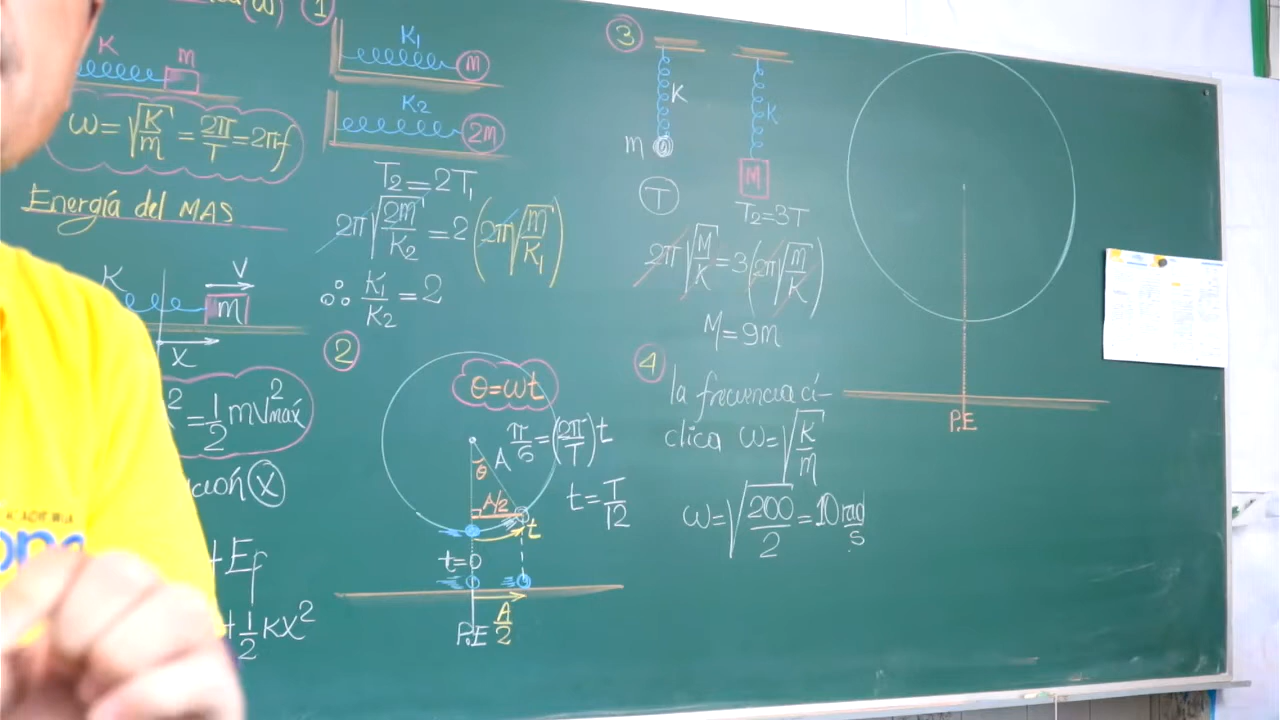 (ω)
K
m
ω=√K/m = 2π/T = 2πf
Energía del MAS
K
V
m
X
²=1/2 mV²máx
ación X
+Ep
+1/2 KX²
1
K₁
m
K₂
2m
T₂=2T₁
2π√2m/K₂ = 2(2π√m/K₁)
∴ K₁/K₂ = 2
2
θ=ωt
π/6 = (2π/T)t
A
θ
t=T/12
A/2
t
t=0
A/2
P.E
3
K
K
m
M
T
T₂=3T
2π√M/K = 3(2π√m/K)
M=9m
4
la frecuencia cí-
clica ω=√K/m
ω=√200/2 = 10 rad/s
P.E